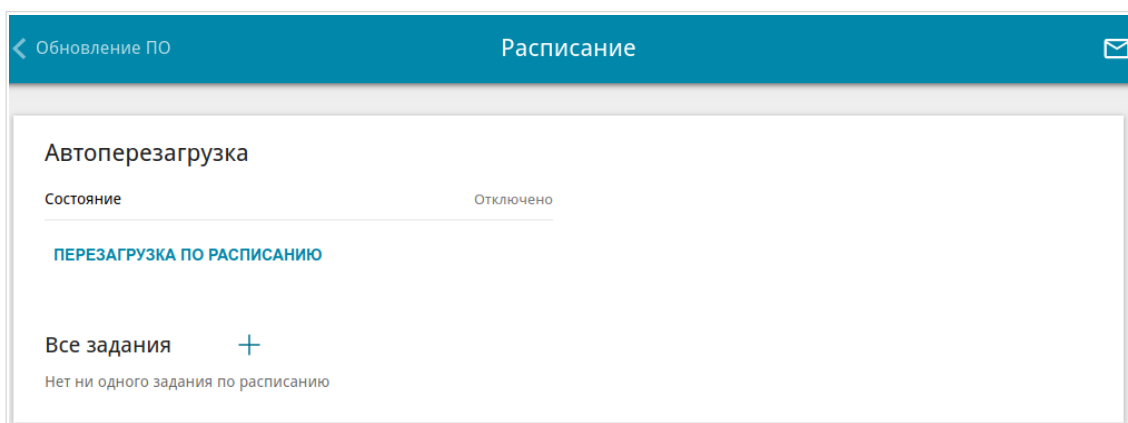 Обновление ПО
Расписание
Автоперезагрузка
Состояние Отключено
ПЕРЕЗАГРУЗКА ПО РАСПИСАНИЮ
Все задания
Нет ни одного задания по расписанию